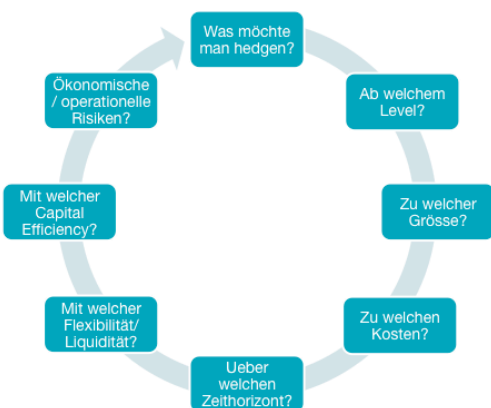 Was möchte
man hedgen?
Ab welchem
Level?
Zu welcher
Grösse?
Zu welchen
Kosten?
Ueber
welchen
Zeithorizont?
Mit welcher
Flexibilität/
Liquidität?
Mit welcher
Capital
Efficiency?
Ökonomische
/ operationelle
Risiken?